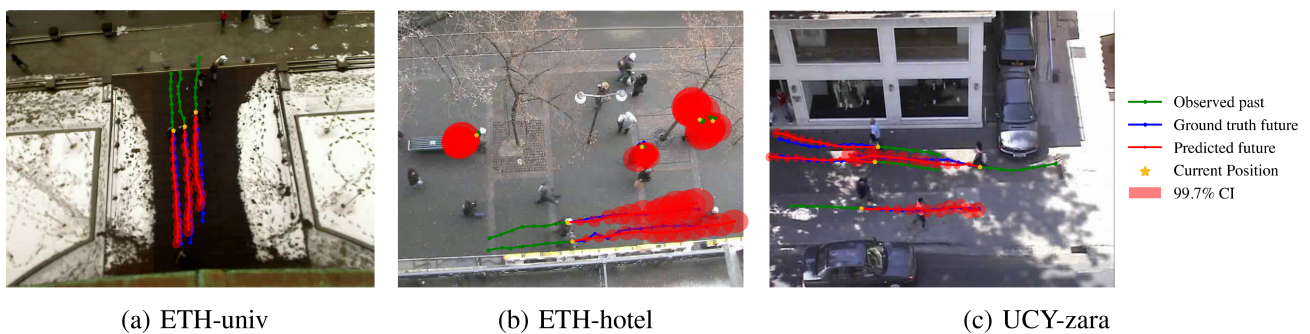 Observed past
Ground truth future
Predicted future
Current Position
99.7% CI
(a) ETH-univ
(b) ETH-hotel
(c) UCY-zara